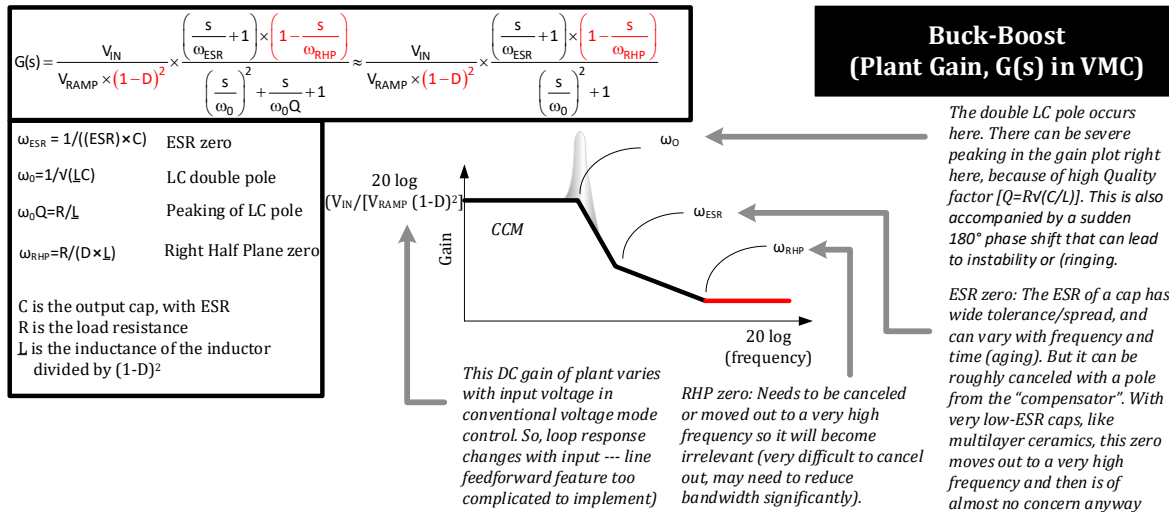 G(s) = V_IN / (V_RAMP × (1−D)²) × ((s/ω_ESR + 1) × (1 − s/ω_RHP)) / ((s/ω_0)² + s/(ω_0Q) + 1) ≈ V_IN / (V_RAMP × (1−D)²) × ((s/ω_ESR + 1) × (1 − s/ω_RHP)) / ((s/ω_0)² + 1)
Buck-Boost
(Plant Gain, G(s) in VMC)
ω_ESR = 1/((ESR)×C) ESR zero
ω_0=1/√(LC) LC double pole
ω_0Q=R/L Peaking of LC pole
ω_RHP=R/(D×L) Right Half Plane zero
C is the output cap, with ESR
R is the load resistance
L is the inductance of the inductor
divided by (1-D)²
20 log
(V_IN/[V_RAMP (1-D)²]
Gain
CCM
ω_O
ω_ESR
ω_RHP
20 log
(frequency)
This DC gain of plant varies
with input voltage in
conventional voltage mode
control. So, loop response
changes with input --- line
feedforward feature too
complicated to implement)
RHP zero: Needs to be canceled
or moved out to a very high
frequency so it will become
irrelevant (very difficult to cancel
out, may need to reduce
bandwidth significantly).
The double LC pole occurs
here. There can be severe
peaking in the gain plot right
here, because of high Quality
factor [Q=R√(C/L)]. This is also
accompanied by a sudden
180° phase shift that can lead
to instability or (ringing.
ESR zero: The ESR of a cap has
wide tolerance/spread, and
can vary with frequency and
time (aging). But it can be
roughly canceled with a pole
from the “compensator”. With
very low-ESR caps, like
multilayer ceramics, this zero
moves out to a very high
frequency and then is of
almost no concern anyway